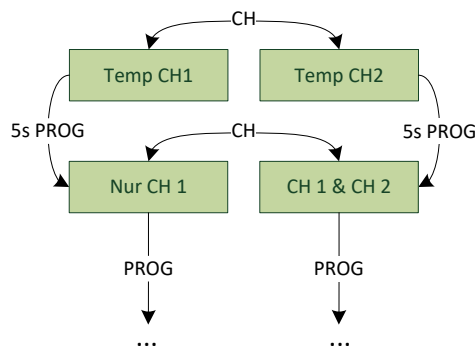 CH
Temp CH1
Temp CH2
5s PROG
CH
5s PROG
Nur CH 1
CH 1 & CH 2
PROG
PROG
...
...